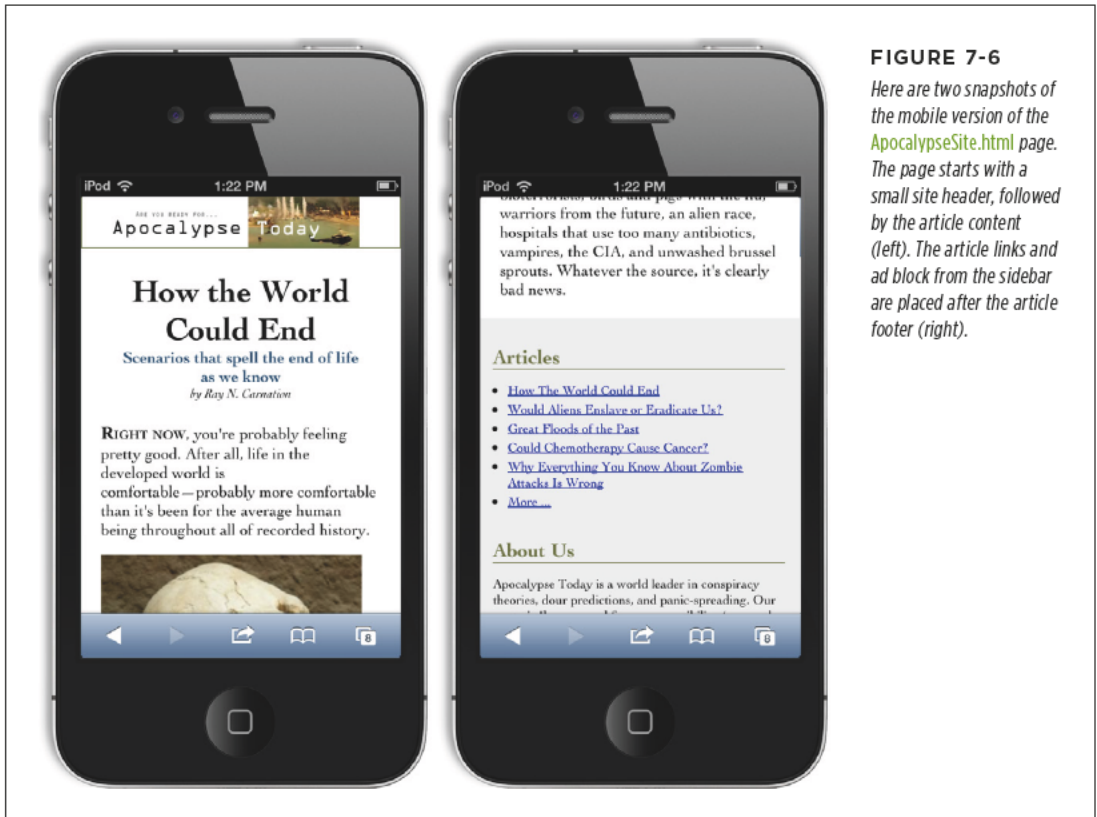 iPod 1:22 PM
ARE YOU READY FOR...
Apocalypse Today
How the World
Could End
Scenarios that spell the end of life
as we know
by Ray N. Carnation
RIGHT NOW, you're probably feeling
pretty good. After all, life in the
developed world is
comfortable—probably more comfortable
than it's been for the average human
being throughout all of recorded history.
8
iPod 1:22 PM
bioterrorists, birds and pigs with the flu,
warriors from the future, an alien race,
hospitals that use too many antibiotics,
vampires, the CIA, and unwashed brussel
sprouts. Whatever the source, it's clearly
bad news.
Articles
• How The World Could End
• Would Aliens Enslave or Eradicate Us?
• Great Floods of the Past
• Could Chemotherapy Cause Cancer?
• Why Everything You Know About Zombie
Attacks Is Wrong
• More ...
About Us
Apocalypse Today is a world leader in conspiracy
theories, dour predictions, and panic-spreading. Our
8
FIGURE 7-6
Here are two snapshots of
the mobile version of the
ApocalypseSite.html page.
The page starts with a
small site header, followed
by the article content
(left). The article links and
ad block from the sidebar
are placed after the article
footer (right).